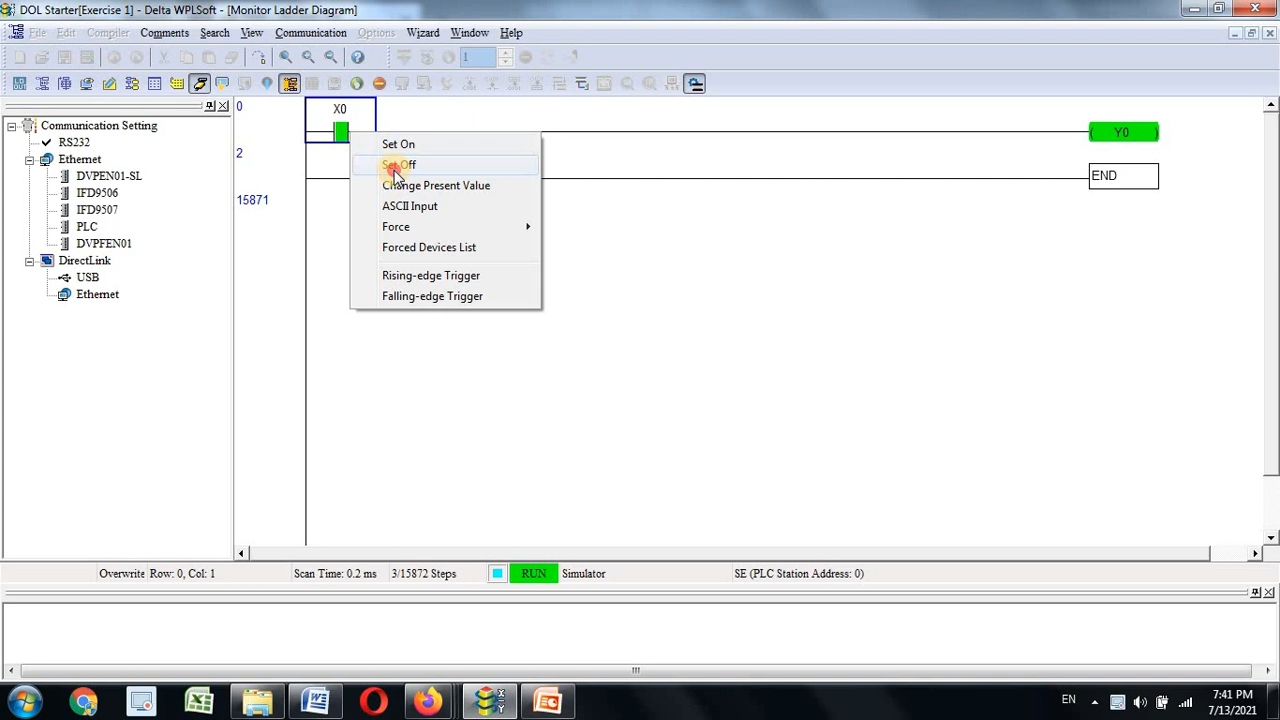 DOL Starter[Exercise 1] - Delta WPLSoft - [Monitor Ladder Diagram]
File Edit Compiler Comments Search View Communication Options Wizard Window Help
1
Communication Setting
RS232
Ethernet
DVPEN01-SL
IFD9506
IFD9507
PLC
DVPFEN01
DirectLink
USB
Ethernet
0
X0
Y0
2
END
15871
Set On
Set Off
Change Present Value
ASCII Input
Force
Forced Devices List
Rising-edge Trigger
Falling-edge Trigger
Overwrite Row: 0, Col: 1 Scan Time: 0.2 ms 3/15872 Steps RUN Simulator SE (PLC Station Address: 0)
EN
7:41 PM
7/13/2021